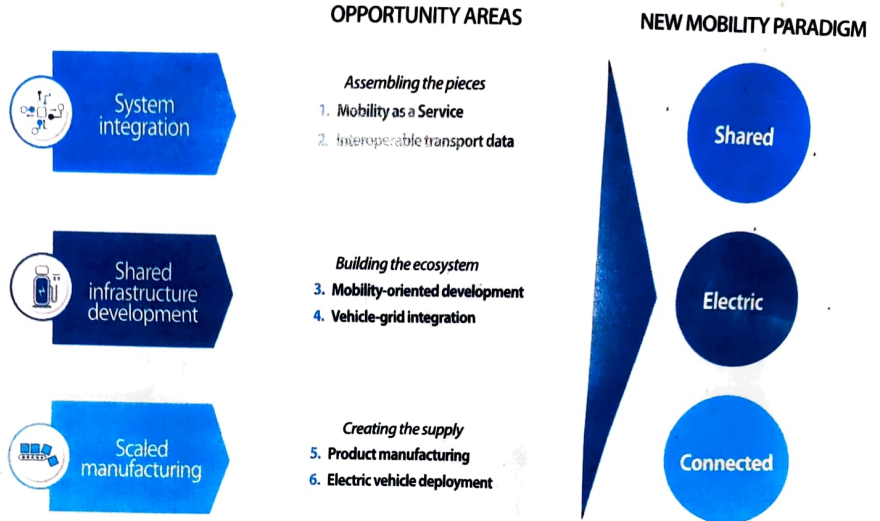 OPPORTUNITY AREAS
NEW MOBILITY PARADIGM
System
integration
Assembling the pieces
1. Mobility as a Service
2. Interoperable transport data
Shared
infrastructure
development
Building the ecosystem
3. Mobility-oriented development
4. Vehicle-grid integration
Scaled
manufacturing
Creating the supply
5. Product manufacturing
6. Electric vehicle deployment
Shared
Electric
Connected